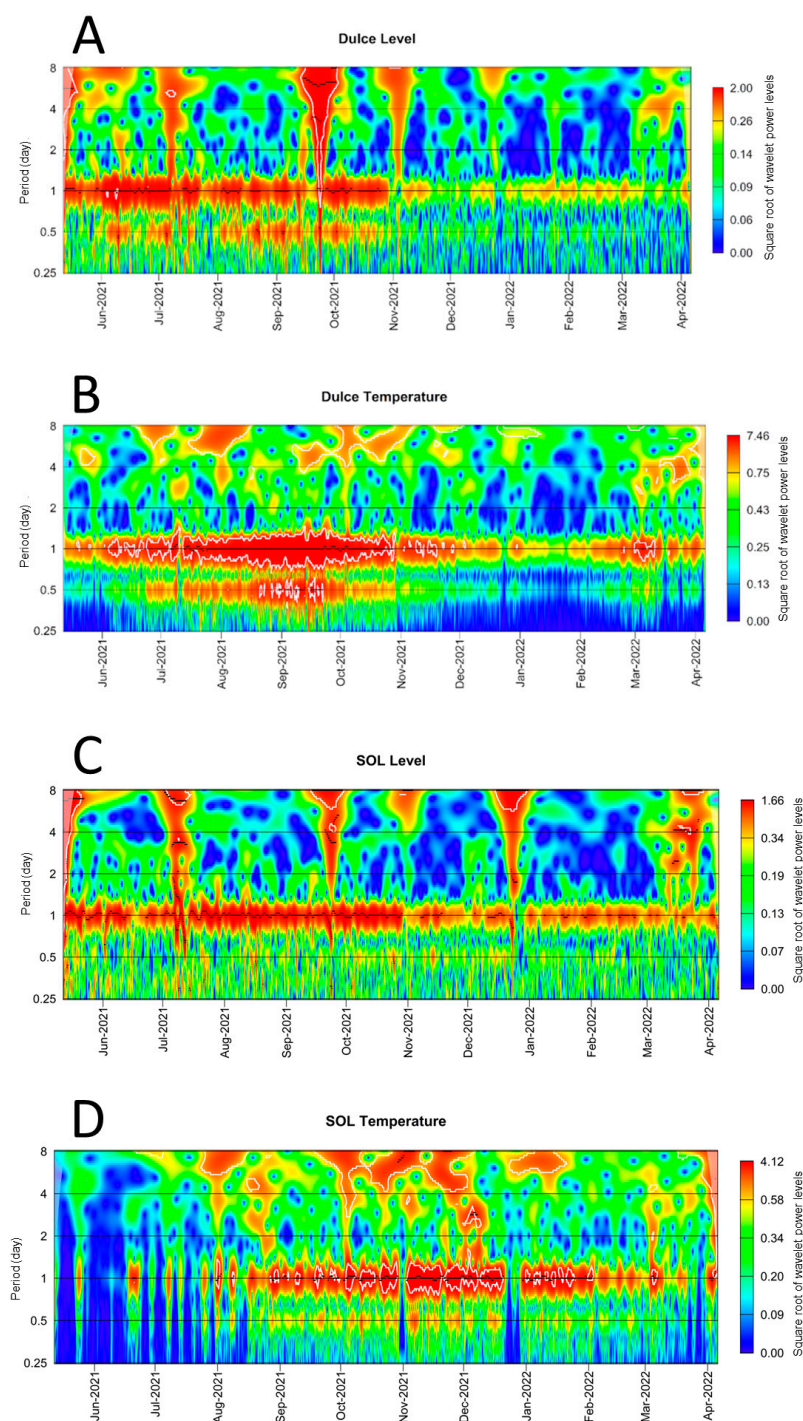 A
Dulce Level
Period (day).
8
4
2
1
0.5
0.25
Jun-2021
Jul-2021
Aug-2021
Sep-2021
Oct-2021
Nov-2021
Dec-2021
Jan-2022
Feb-2022
Mar-2022
Apr-2022
2.00
0.26
0.14
0.09
0.06
0.00
Square root of wavelet power levels
B
Dulce Temperature
Period (day) .
8
4
2
1
0.5
0.25
Jun-2021
Jul-2021
Aug-2021
Sep-2021
Oct-2021
Nov-2021
Dec-2021
Jan-2022
Feb-2022
Mar-2022
Apr-2022
7.46
0.75
0.43
0.25
0.13
0.00
Square root of wavelet power levels
C
SOL Level
Period (day)
8
4
2
1
0.5
0.25
Jun-2021
Jul-2021
Aug-2021
Sep-2021
Oct-2021
Nov-2021
Dec-2021
Jan-2022
Feb-2022
Mar-2022
Apr-2022
1.66
0.34
0.19
0.13
0.07
0.00
Square root of wavelet power levels
D
SOL Temperature
Period (day)
8
4
2
1
0.5
0.25
Jun-2021
Jul-2021
Aug-2021
Sep-2021
Oct-2021
Nov-2021
Dec-2021
Jan-2022
Feb-2022
Mar-2022
Apr-2022
4.12
0.58
0.34
0.20
0.09
0.00
Square root of wavelet power levels